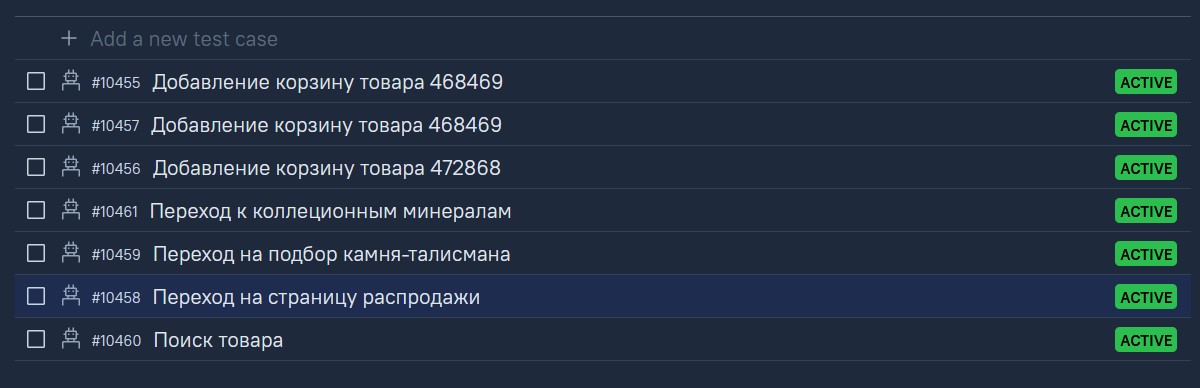 Add a new test case
#10455 Добавление корзину товара 468469 ACTIVE
#10457 Добавление корзину товара 468469 ACTIVE
#10456 Добавление корзину товара 472868 ACTIVE
#10461 Переход к коллеционным минералам ACTIVE
#10459 Переход на подбор камня-талисмана ACTIVE
#10458 Переход на страницу распродажи ACTIVE
#10460 Поиск товара ACTIVE